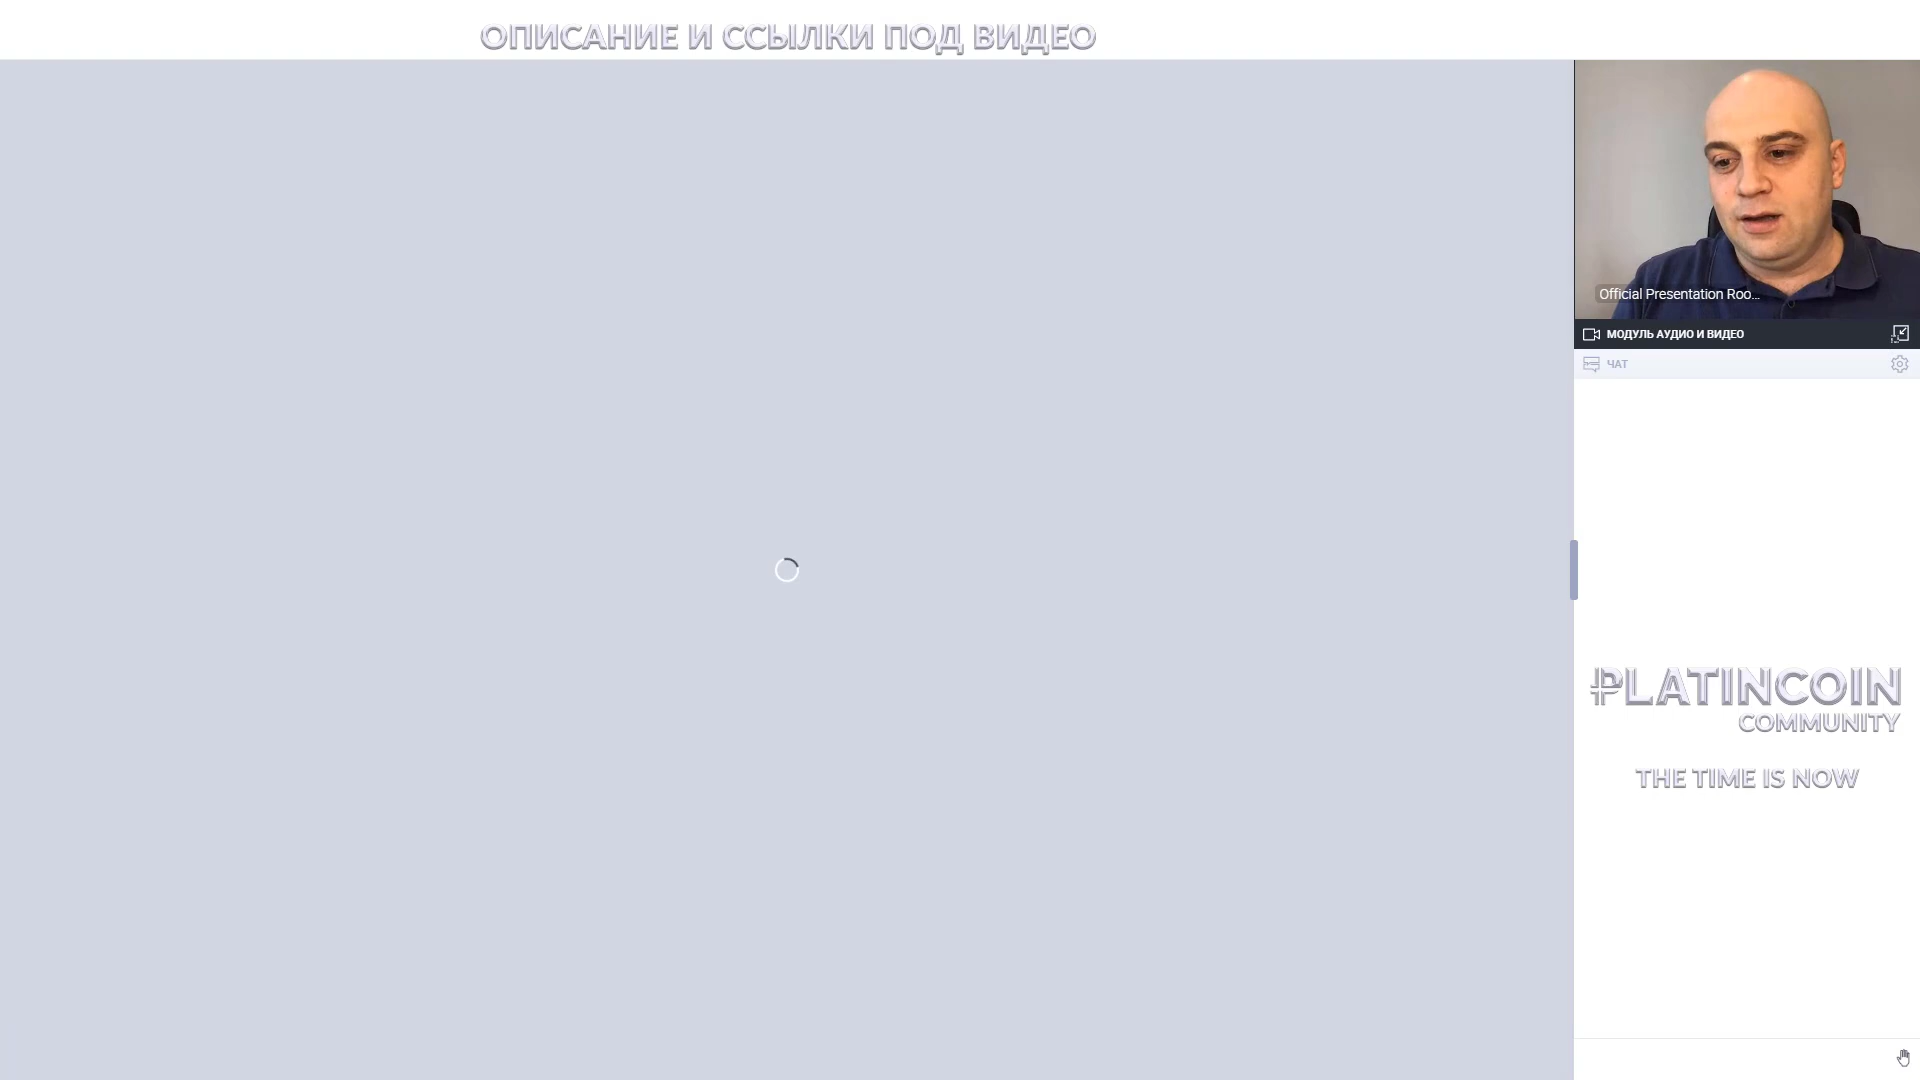 ОПИСАНИЕ И ССЫЛКИ ПОД ВИДЕО
Official Presentation Roo...
МОДУЛЬ АУДИО И ВИДЕО
ЧАТ
PLATINCOIN
COMMUNITY
THE TIME IS NOW